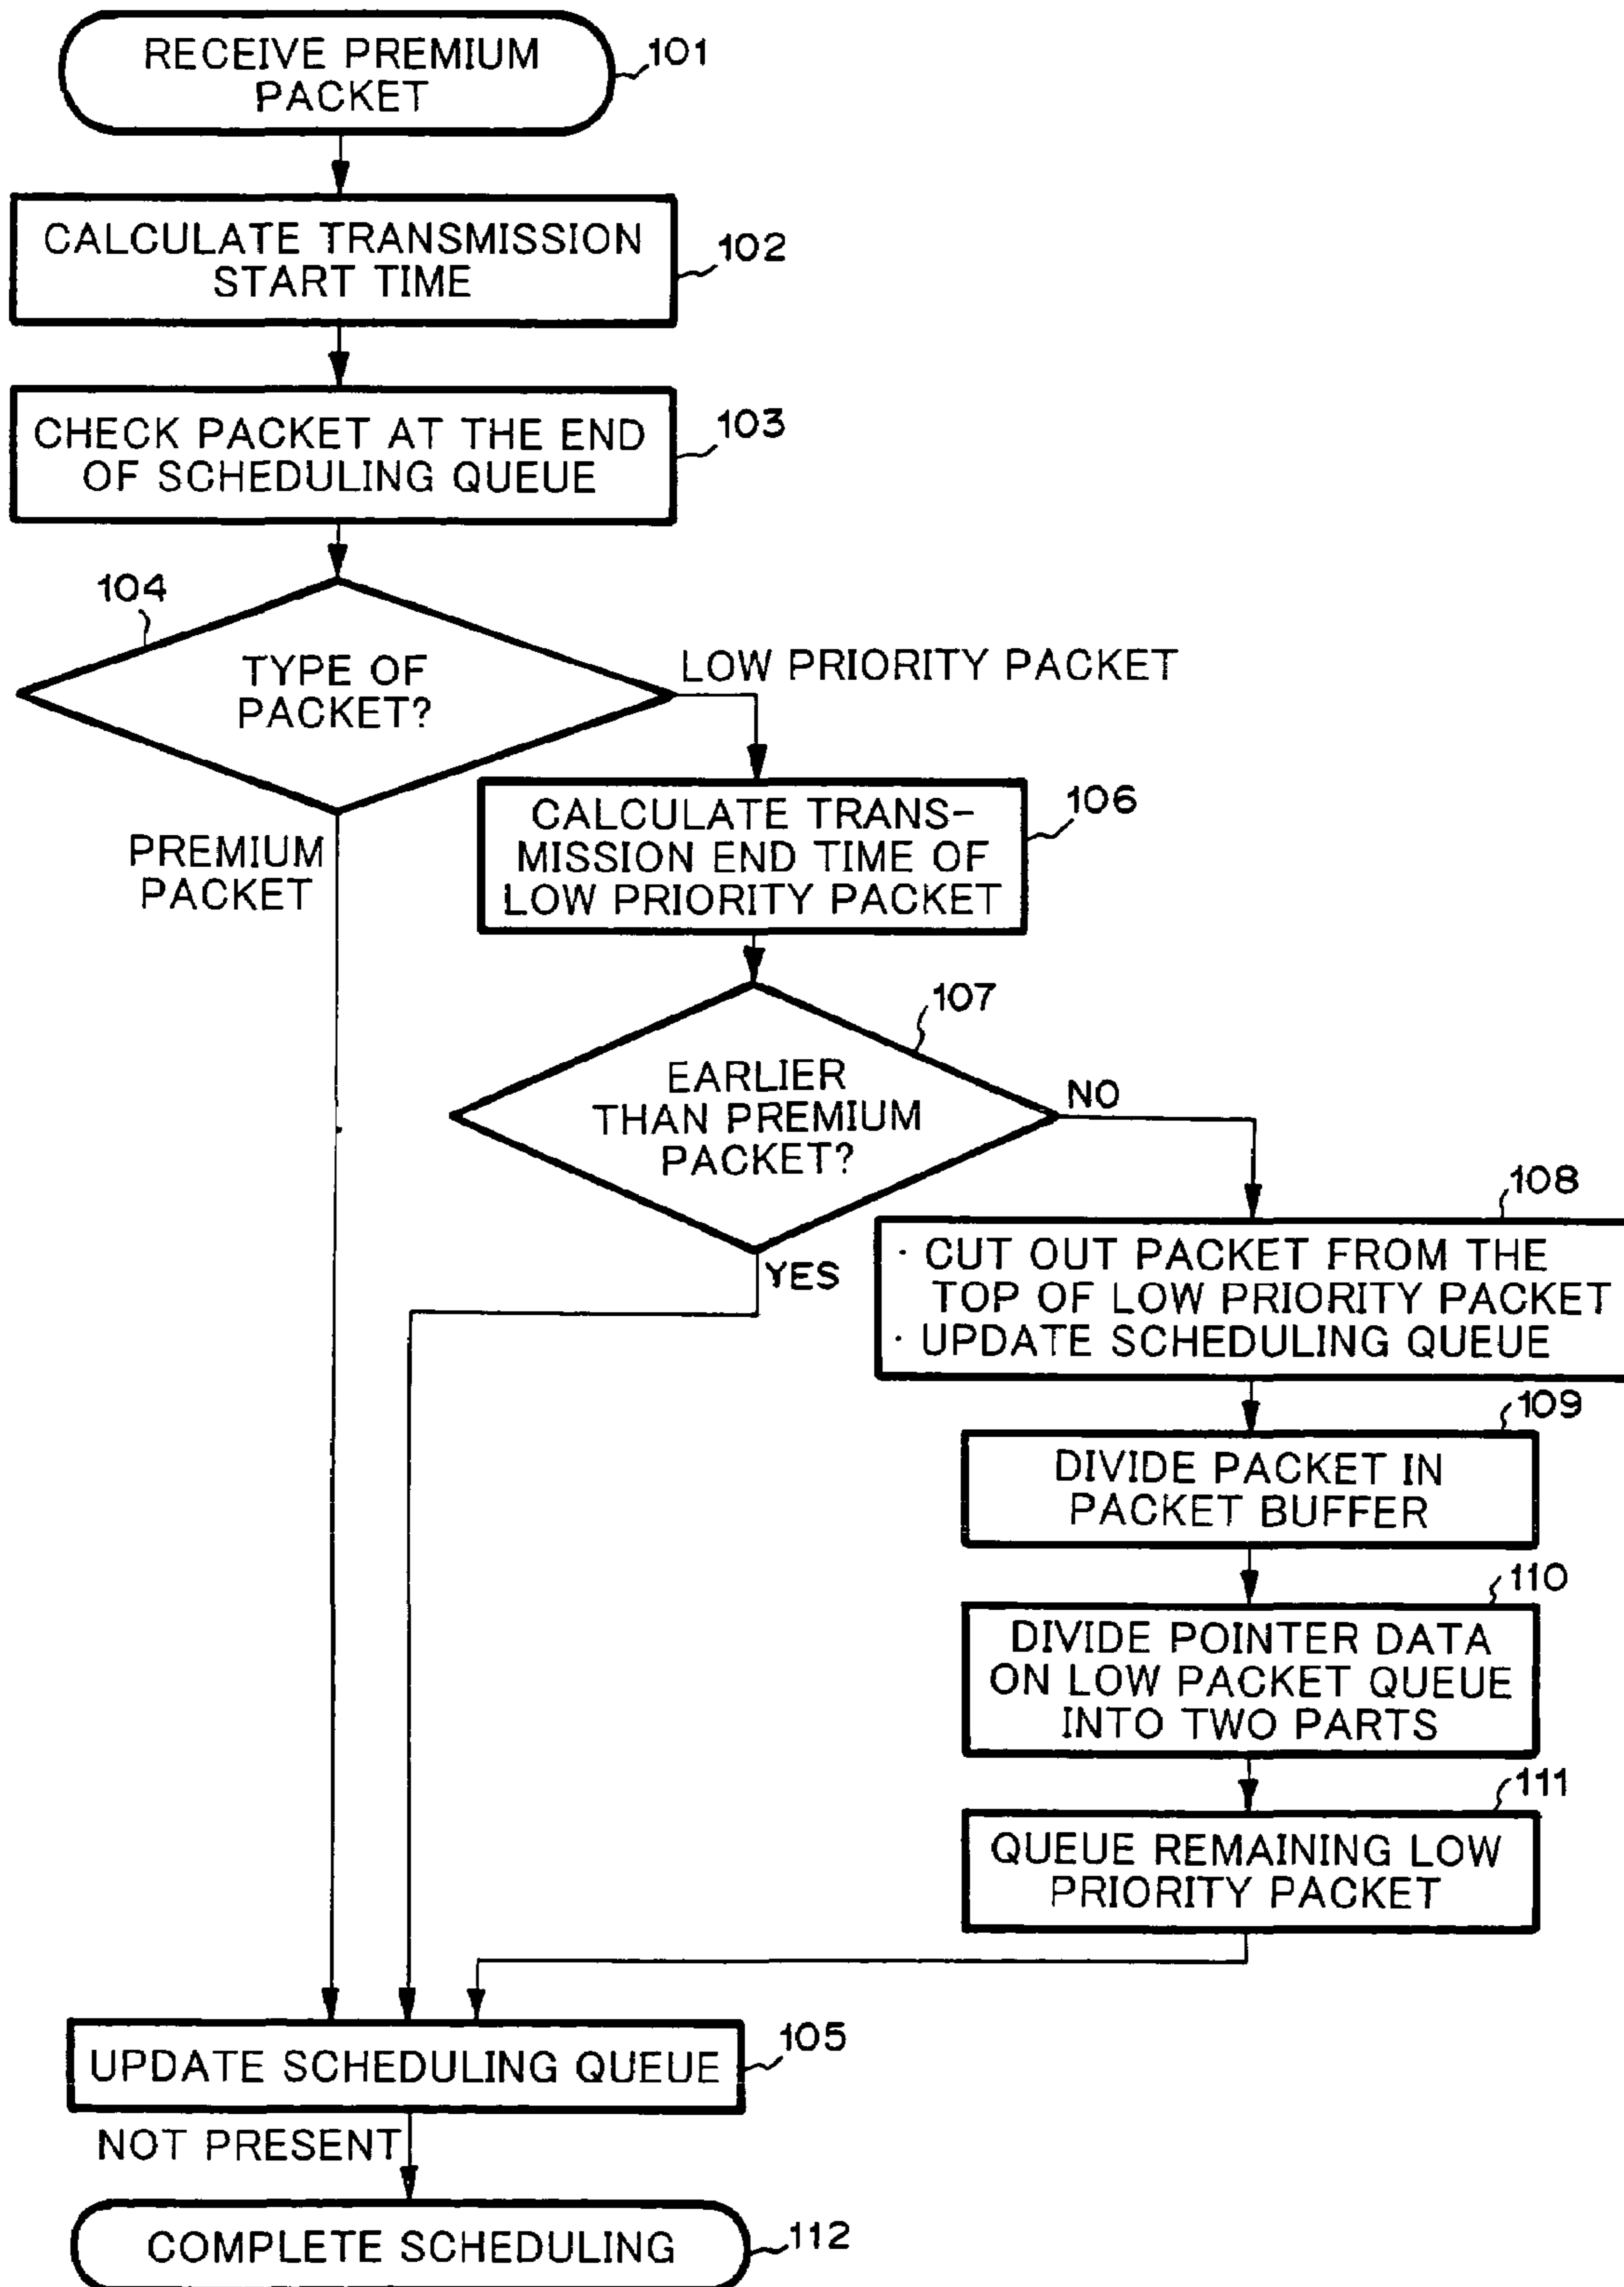 RECEIVE PREMIUM
PACKET
101
CALCULATE TRANSMISSION
START TIME
102
CHECK PACKET AT THE END
OF SCHEDULING QUEUE
103
104
TYPE OF
PACKET?
LOW PRIORITY PACKET
PREMIUM
PACKET
CALCULATE TRANS-
MISSION END TIME OF
LOW PRIORITY PACKET
106
107
EARLIER
THAN PREMIUM
PACKET?
NO
YES
108
· CUT OUT PACKET FROM THE
TOP OF LOW PRIORITY PACKET
· UPDATE SCHEDULING QUEUE
109
DIVIDE PACKET IN
PACKET BUFFER
110
DIVIDE POINTER DATA
ON LOW PACKET QUEUE
INTO TWO PARTS
111
QUEUE REMAINING LOW
PRIORITY PACKET
UPDATE SCHEDULING QUEUE
105
NOT PRESENT
COMPLETE SCHEDULING
112